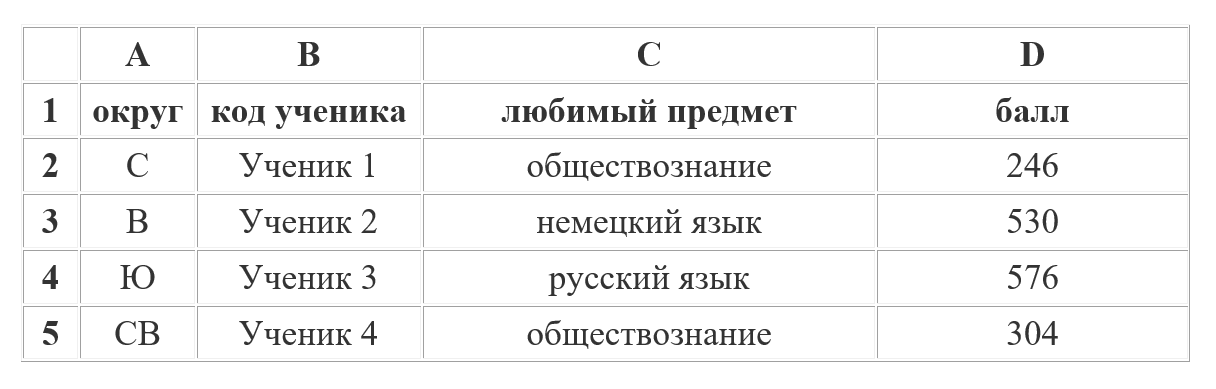 A B C D
1 округ код ученика любимый предмет балл
2 С Ученик 1 обществознание 246
3 В Ученик 2 немецкий язык 530
4 Ю Ученик 3 русский язык 576
5 СВ Ученик 4 обществознание 304